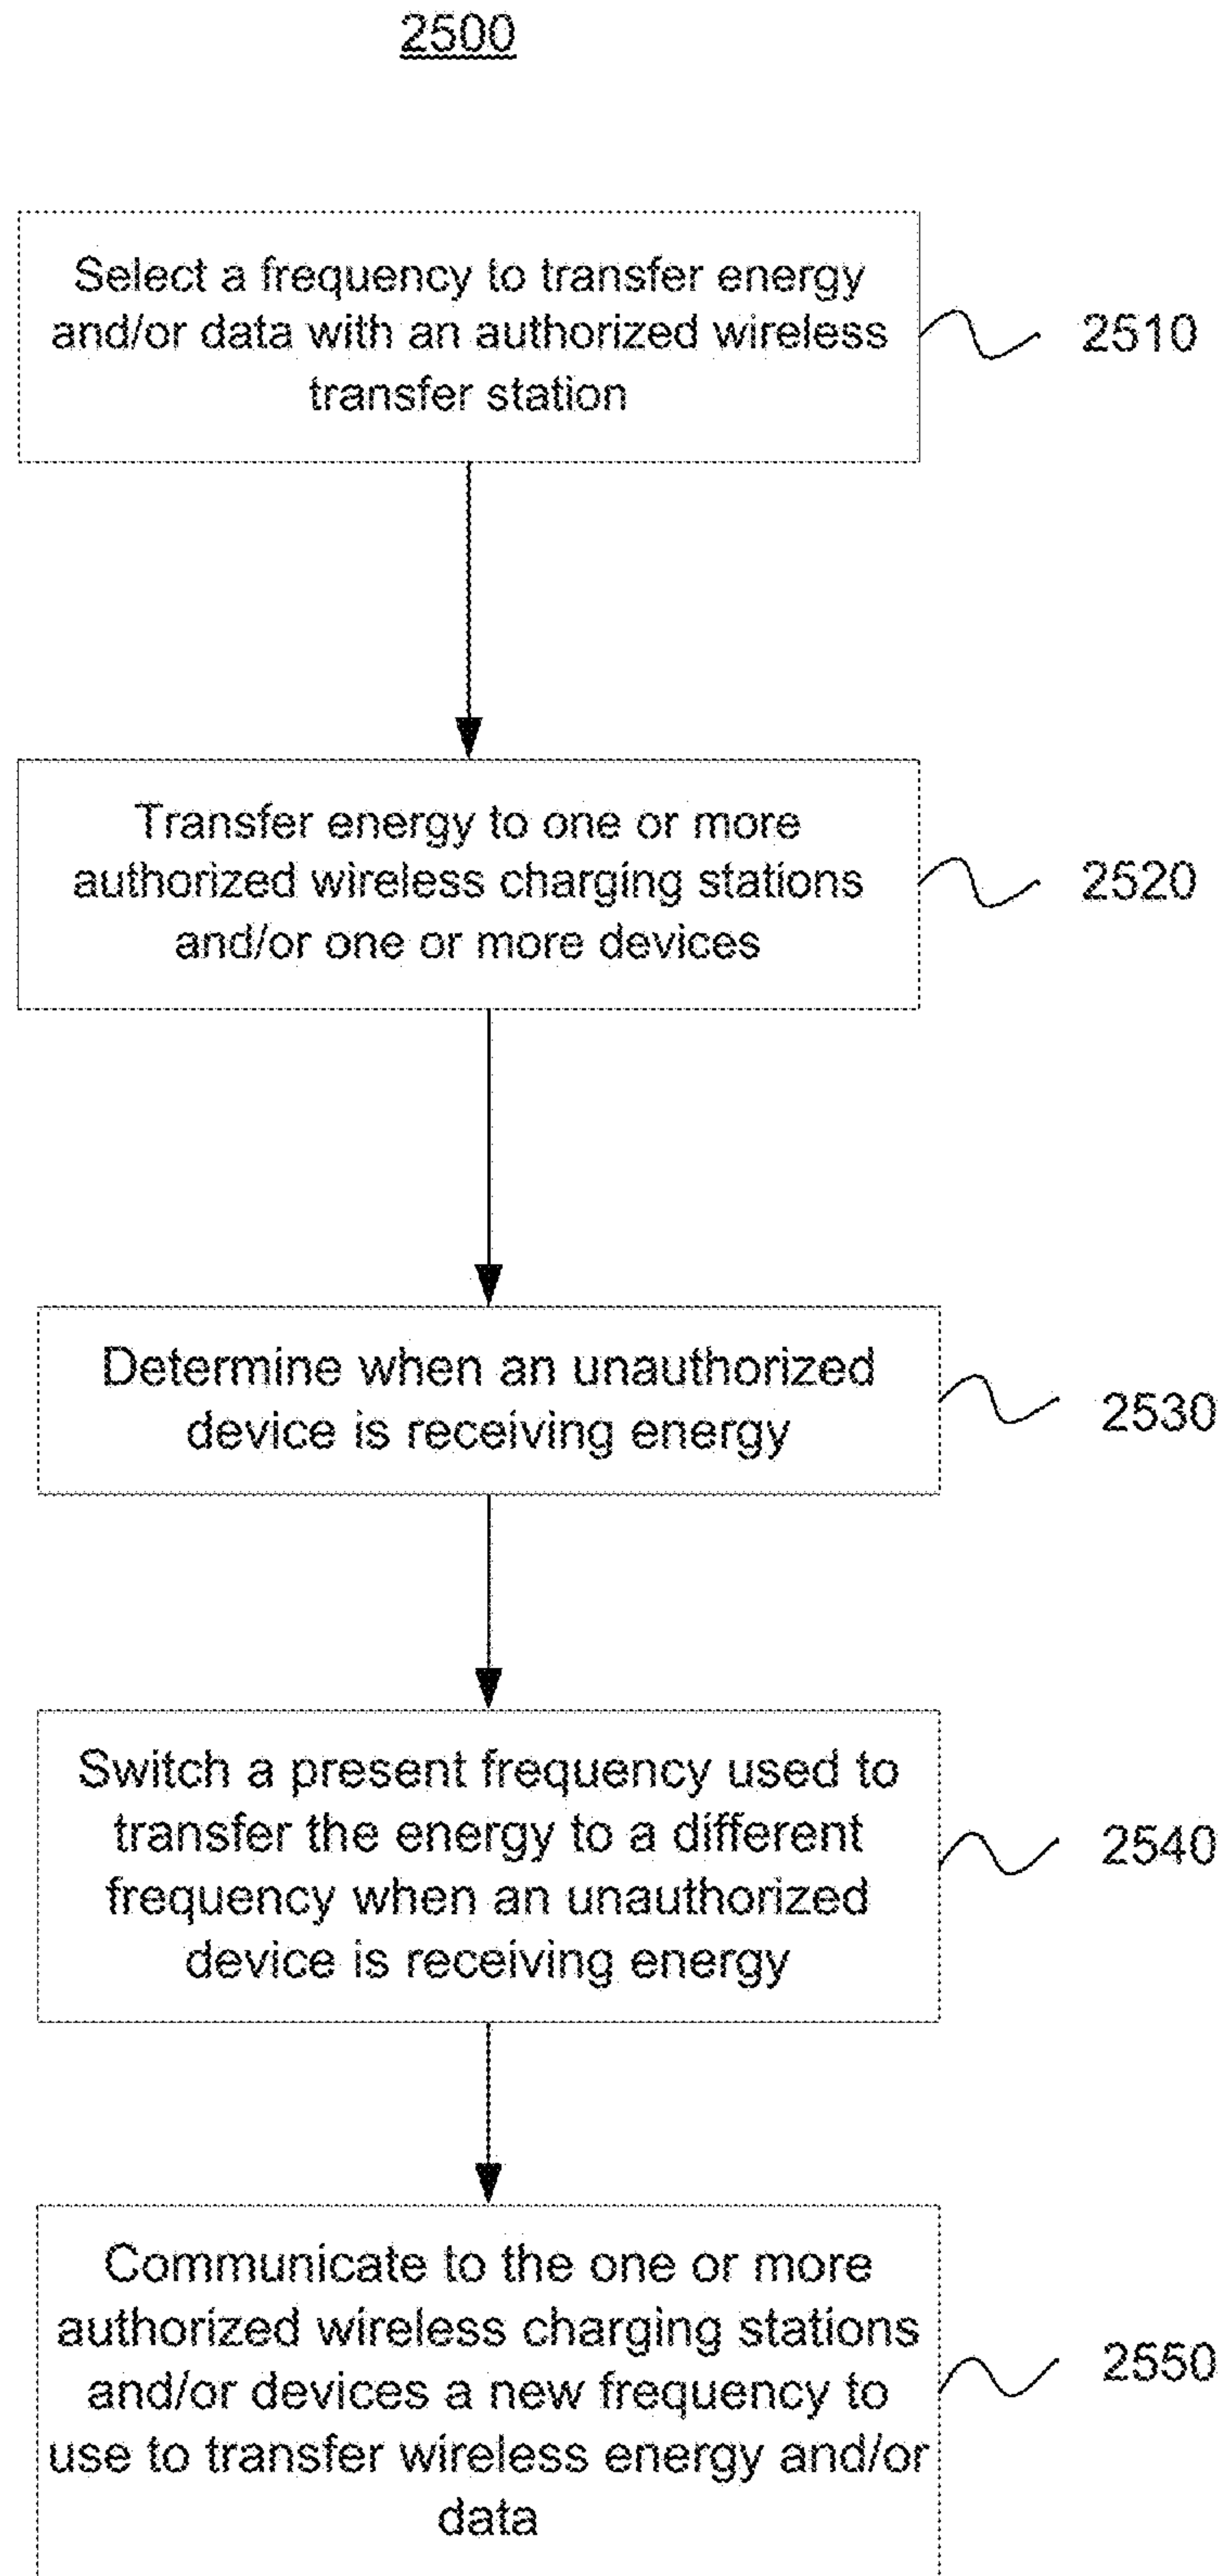 2500
Select a frequency to transfer energy
and/or data with an authorized wireless
transfer station
2510
Transfer energy to one or more
authorized wireless charging stations
and/or one or more devices
2520
Determine when an unauthorized
device is receiving energy
2530
Switch a present frequency used to
transfer the energy to a different
frequency when an unauthorized
device is receiving energy
2540
Communicate to the one or more
authorized wireless charging stations
and/or devices a new frequency to
use to transfer wireless energy and/or
data
2550